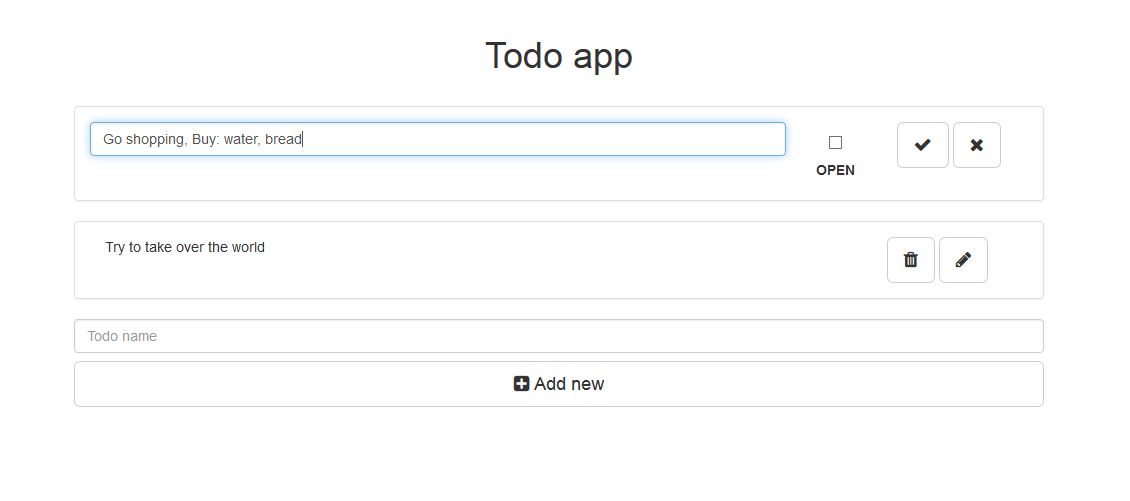 Todo app
Go shopping, Buy: water, bread
OPEN
Try to take over the world
Todo name
Add new